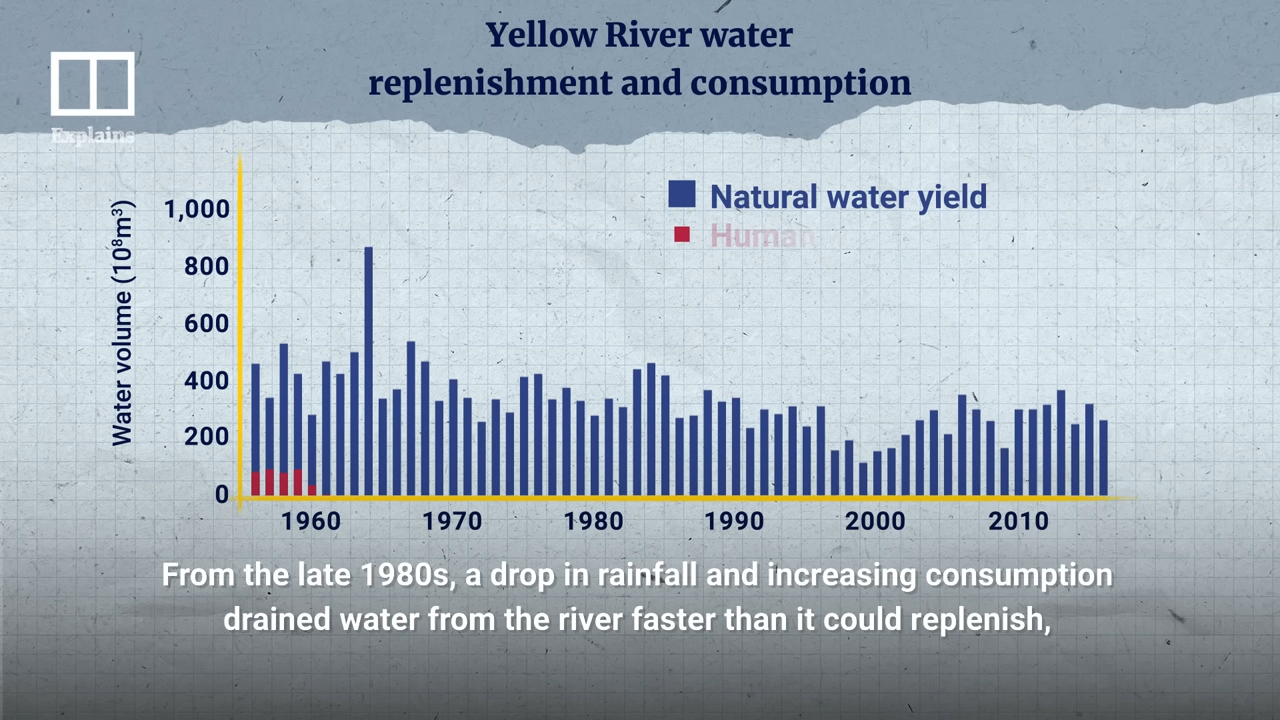 Yellow River water
replenishment and consumption
Explains
Water volume (10⁸m³)
1,000
800
600
400
200
0
Natural water yield
Human
1960 1970 1980 1990 2000 2010
From the late 1980s, a drop in rainfall and increasing consumption
drained water from the river faster than it could replenish,